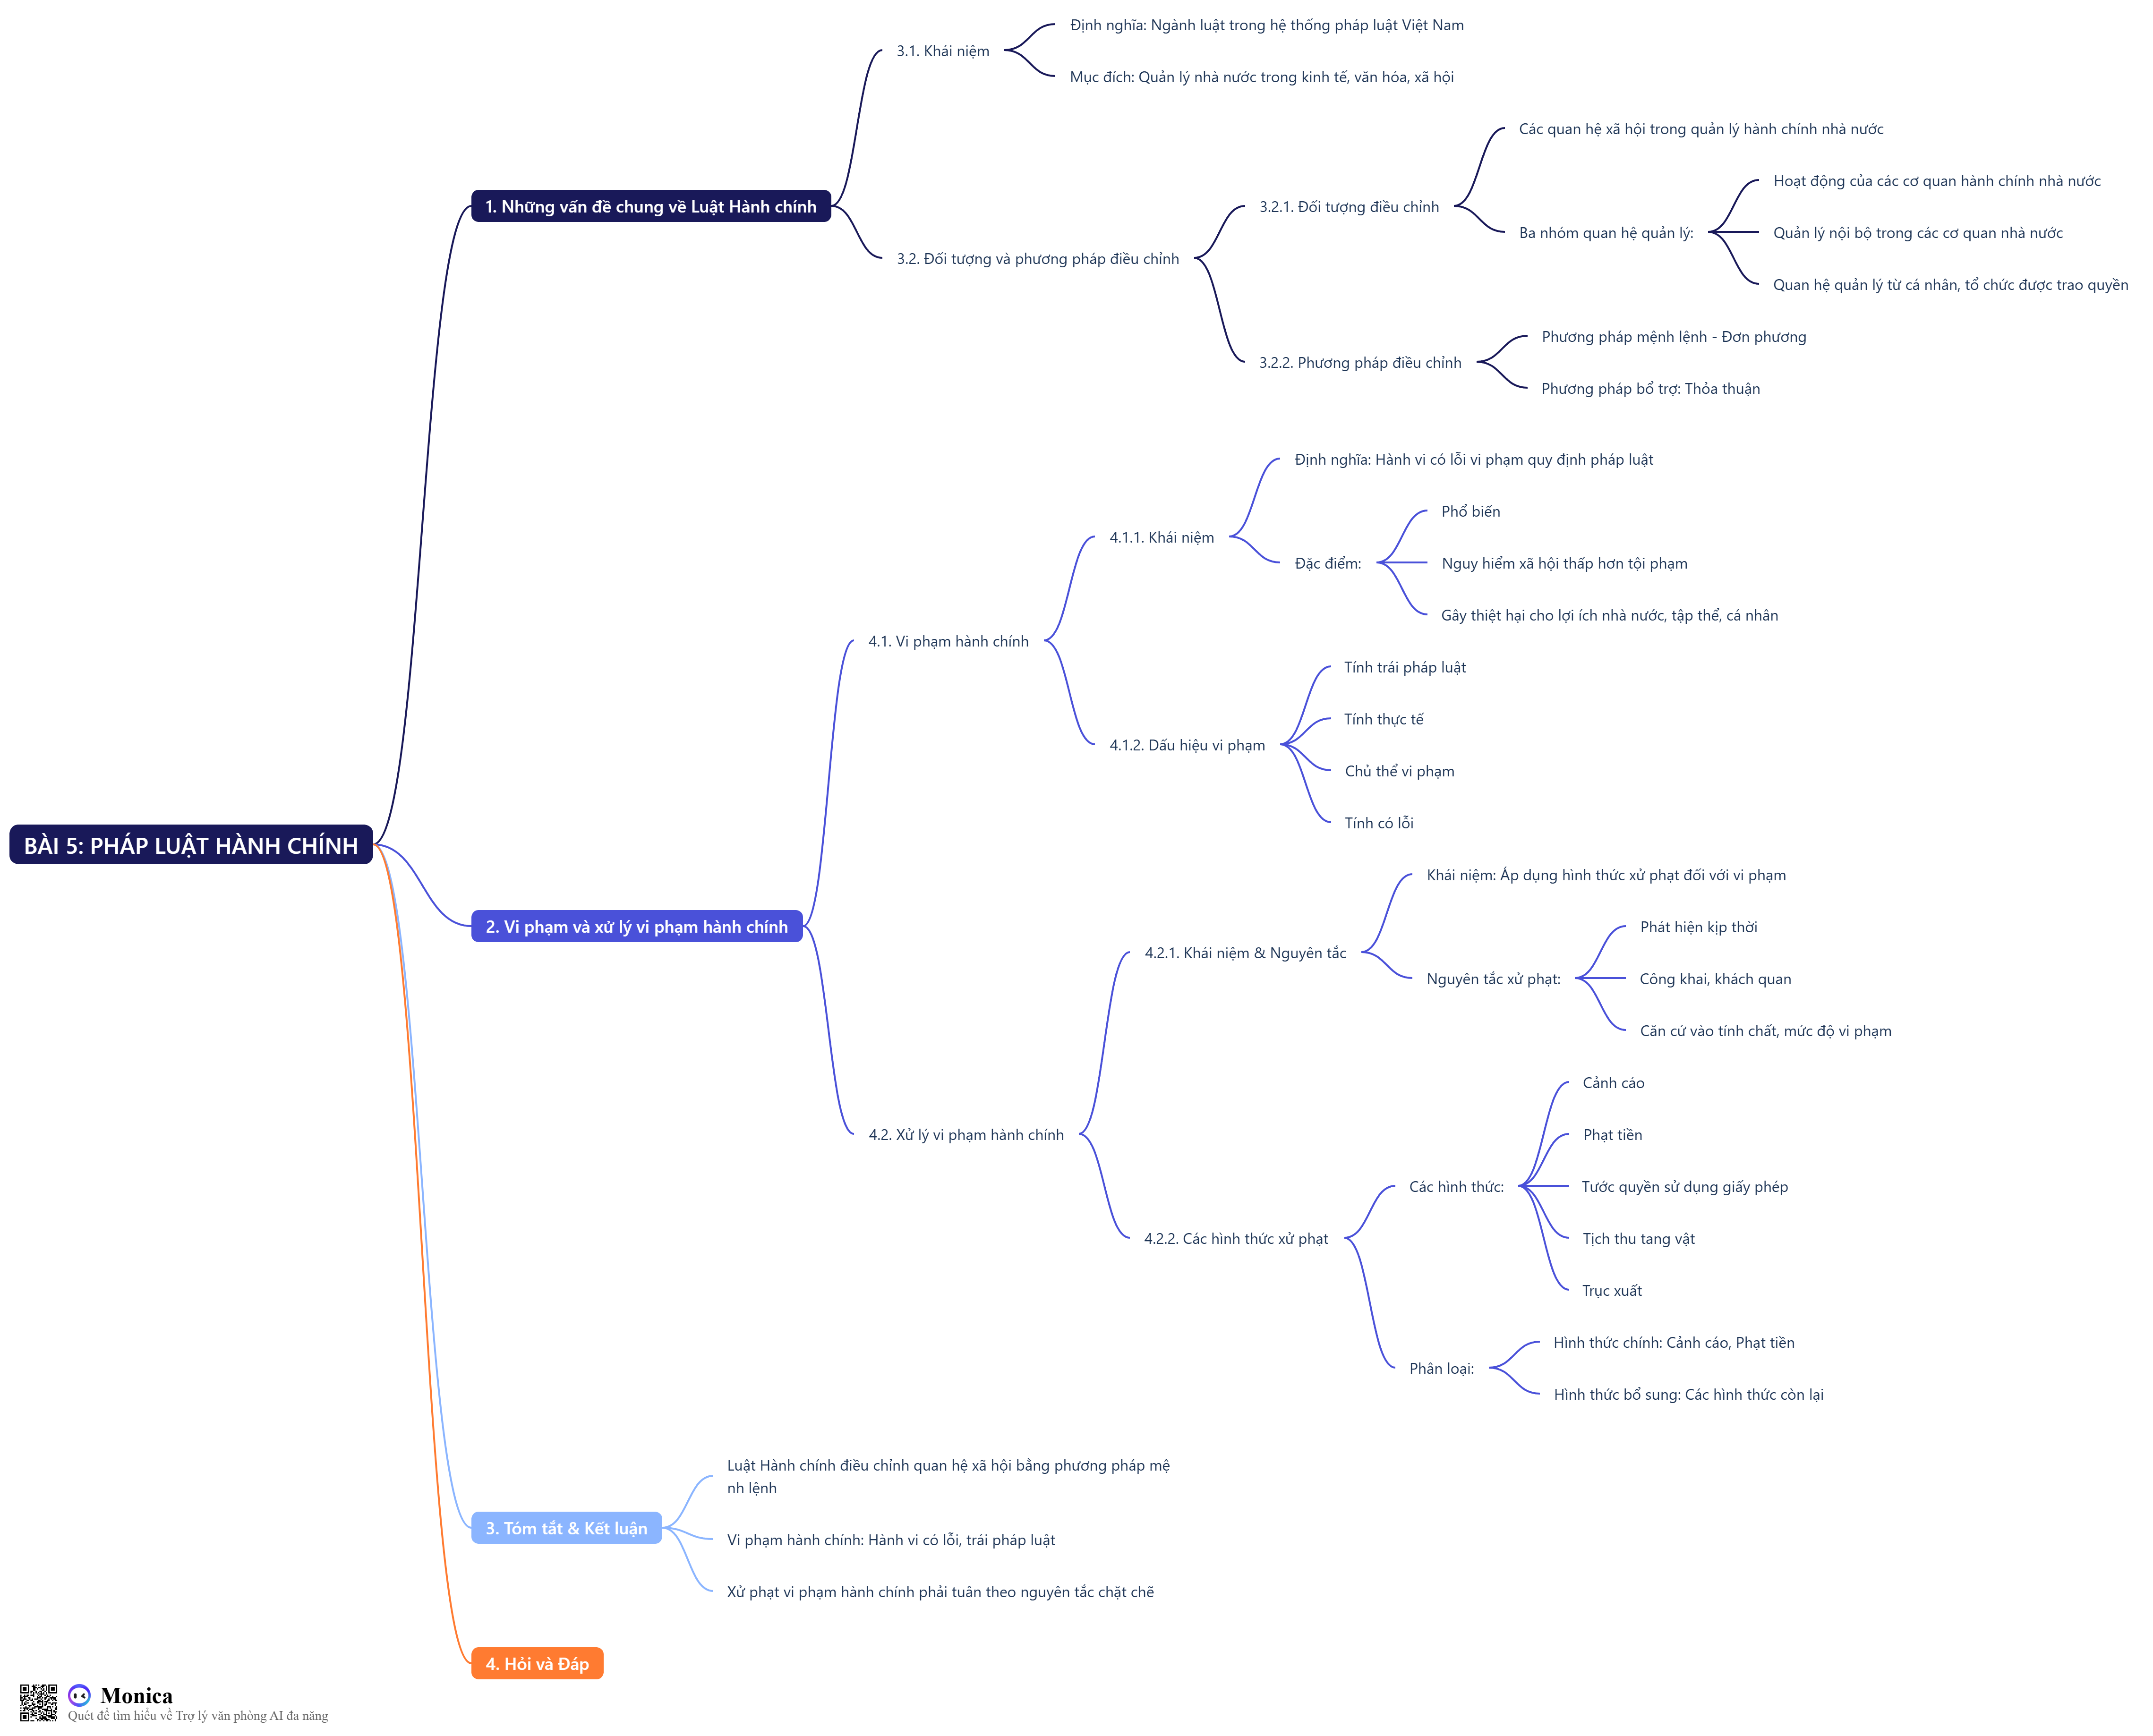 BÀI 5: PHÁP LUẬT HÀNH CHÍNH
1. Những vấn đề chung về Luật Hành chính
3.1. Khái niệm
Định nghĩa: Ngành luật trong hệ thống pháp luật Việt Nam
Mục đích: Quản lý nhà nước trong kinh tế, văn hóa, xã hội
3.2. Đối tượng và phương pháp điều chỉnh
3.2.1. Đối tượng điều chỉnh
Các quan hệ xã hội trong quản lý hành chính nhà nước
Ba nhóm quan hệ quản lý:
Hoạt động của các cơ quan hành chính nhà nước
Quản lý nội bộ trong các cơ quan nhà nước
Quan hệ quản lý từ cá nhân, tổ chức được trao quyền
3.2.2. Phương pháp điều chỉnh
Phương pháp mệnh lệnh - Đơn phương
Phương pháp bổ trợ: Thỏa thuận
2. Vi phạm và xử lý vi phạm hành chính
4.1. Vi phạm hành chính
4.1.1. Khái niệm
Định nghĩa: Hành vi có lỗi vi phạm quy định pháp luật
Đặc điểm:
Phổ biến
Nguy hiểm xã hội thấp hơn tội phạm
Gây thiệt hại cho lợi ích nhà nước, tập thể, cá nhân
4.1.2. Dấu hiệu vi phạm
Tính trái pháp luật
Tính thực tế
Chủ thể vi phạm
Tính có lỗi
4.2. Xử lý vi phạm hành chính
4.2.1. Khái niệm & Nguyên tắc
Khái niệm: Áp dụng hình thức xử phạt đối với vi phạm
Nguyên tắc xử phạt:
Phát hiện kịp thời
Công khai, khách quan
Căn cứ vào tính chất, mức độ vi phạm
4.2.2. Các hình thức xử phạt
Các hình thức:
Cảnh cáo
Phạt tiền
Tước quyền sử dụng giấy phép
Tịch thu tang vật
Trục xuất
Phân loại:
Hình thức chính: Cảnh cáo, Phạt tiền
Hình thức bổ sung: Các hình thức còn lại
3. Tóm tắt & Kết luận
Luật Hành chính điều chỉnh quan hệ xã hội bằng phương pháp mệ
nh lệnh
Vi phạm hành chính: Hành vi có lỗi, trái pháp luật
Xử phạt vi phạm hành chính phải tuân theo nguyên tắc chặt chẽ
4. Hỏi và Đáp
Monica
Quét để tìm hiểu về Trợ lý văn phòng AI đa năng